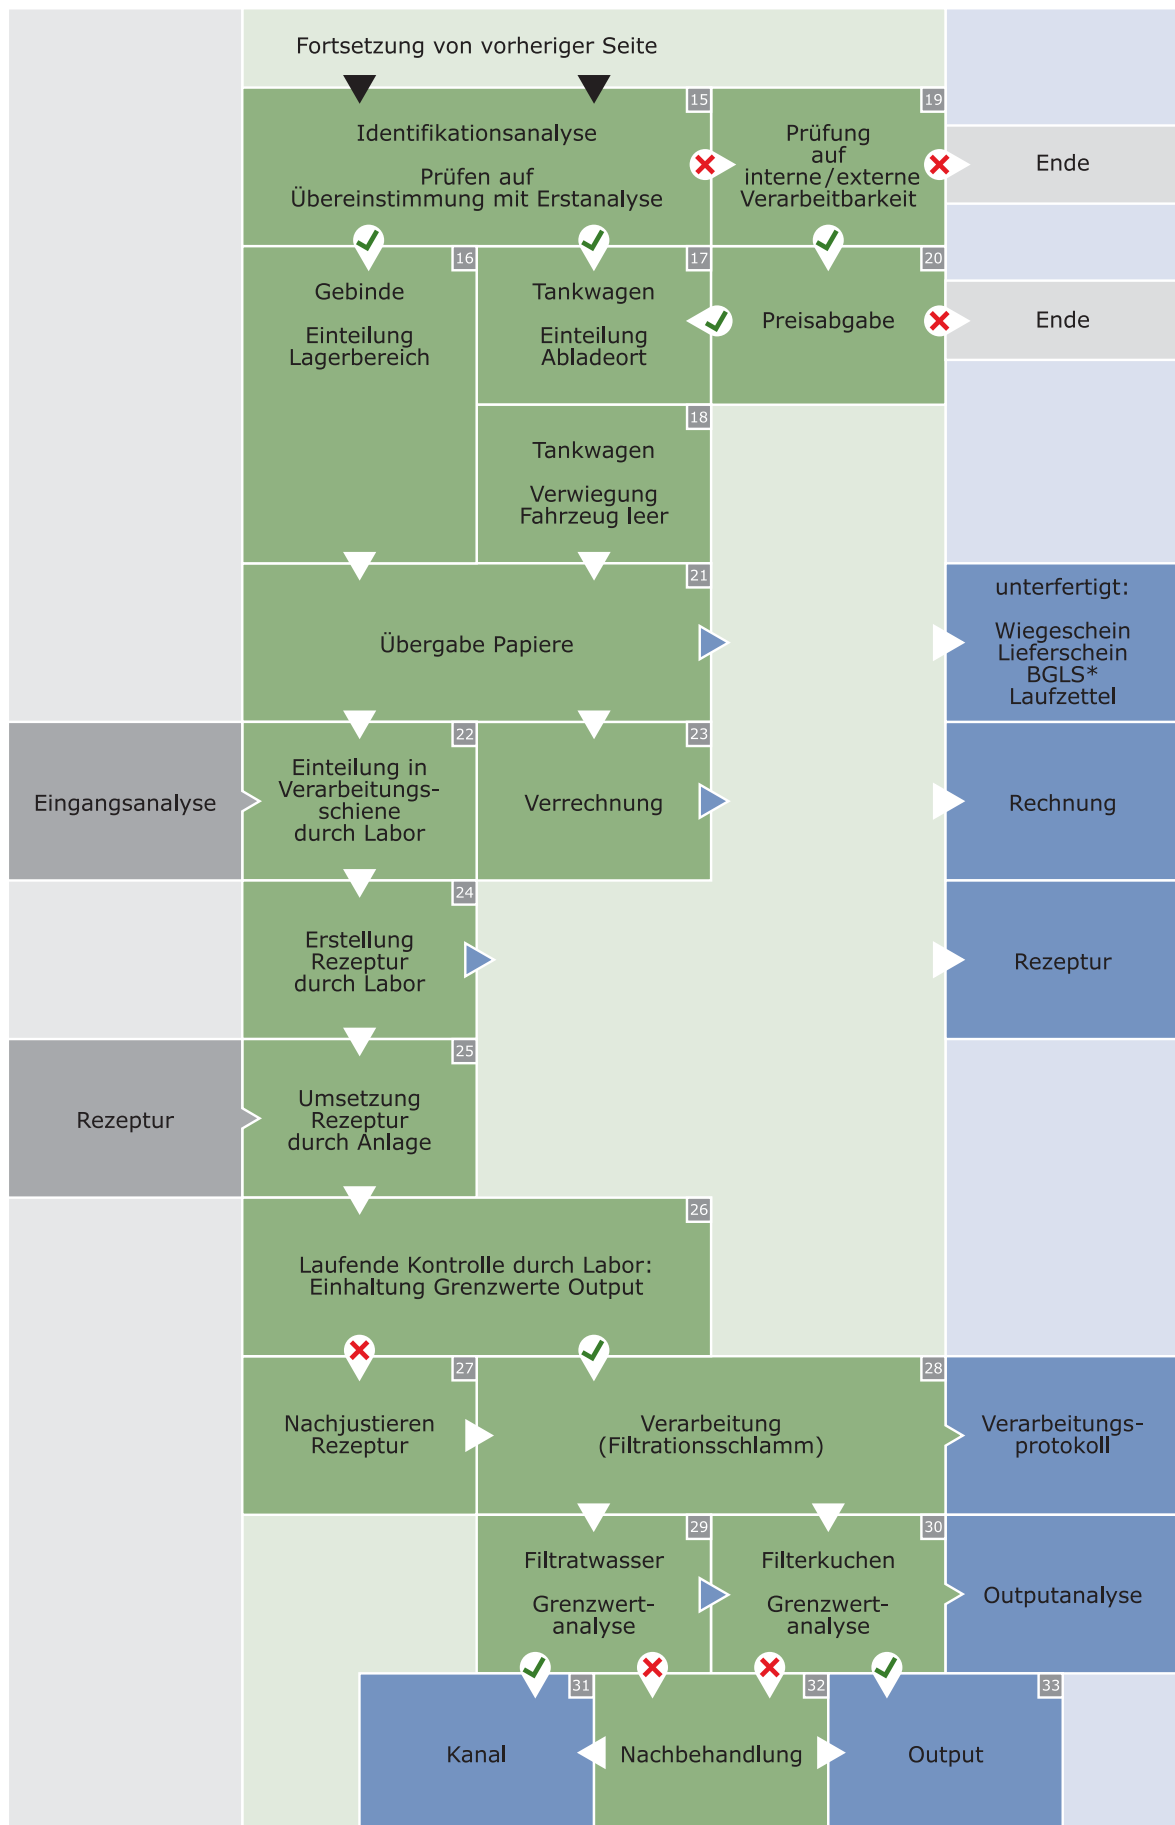 Fortsetzung von vorheriger Seite
15
Identifikationsanalyse
Prüfen auf
Übereinstimmung mit Erstanalyse
19
Prüfung
auf
interne/externe
Verarbeitbarkeit
Ende
16
Gebinde
Einteilung
Lagerbereich
17
Tankwagen
Einteilung
Abladeort
20
Preisabgabe
Ende
18
Tankwagen
Verwiegung
Fahrzeug leer
21
Übergabe Papiere
unterfertigt:
Wiegeschein
Lieferschein
BGLS*
Laufzettel
Eingangsanalyse
22
Einteilung in
Verarbeitungs-
schiene
durch Labor
23
Verrechnung
Rechnung
24
Erstellung
Rezeptur
durch Labor
Rezeptur
Rezeptur
25
Umsetzung
Rezeptur
durch Anlage
26
Laufende Kontrolle durch Labor:
Einhaltung Grenzwerte Output
27
Nachjustieren
Rezeptur
28
Verarbeitung
(Filtrationsschlamm)
Verarbeitungs-
protokoll
29
Filtratwasser
Grenzwert-
analyse
30
Filterkuchen
Grenzwert-
analyse
Outputanalyse
31
Kanal
32
Nachbehandlung
33
Output